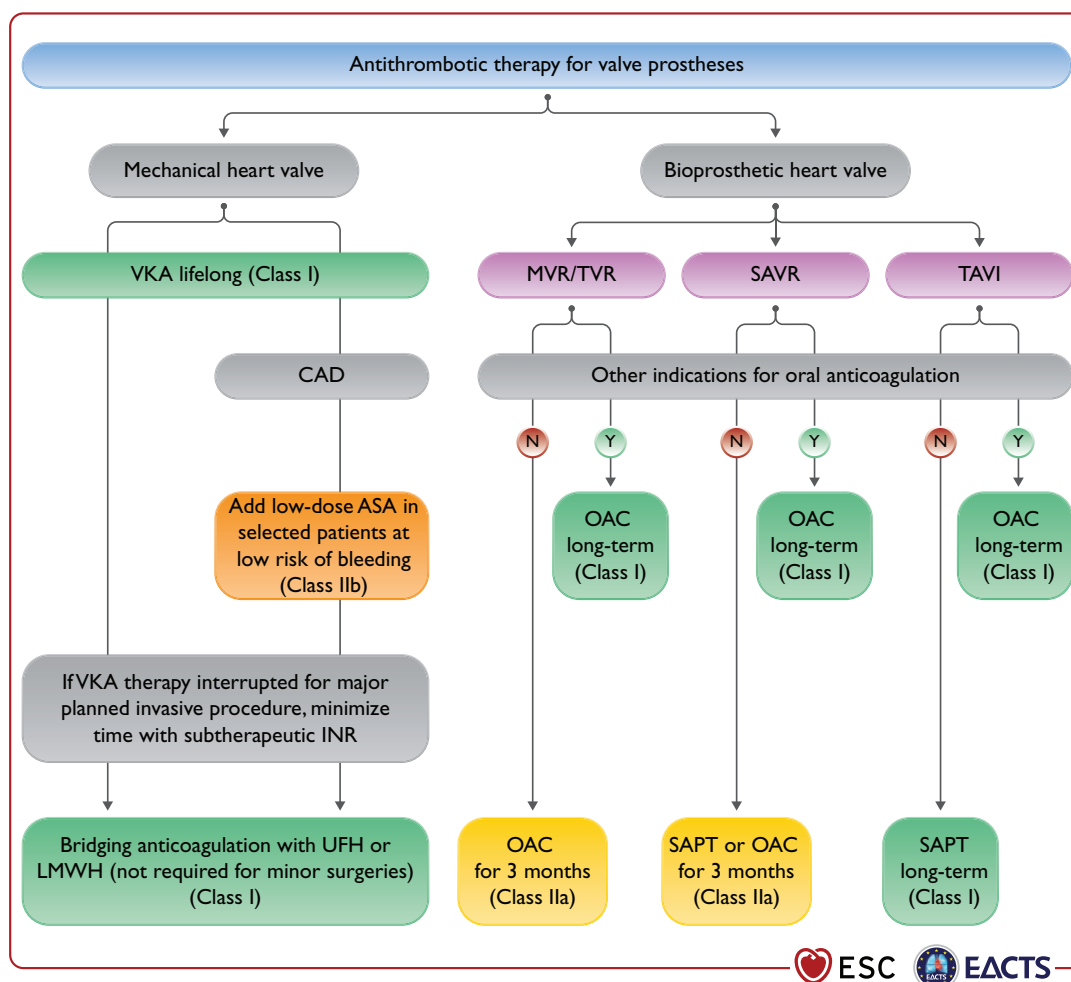 Antithrombotic therapy for valve prostheses
Mechanical heart valve
Bioprosthetic heart valve
VKA lifelong (Class I)
MVR/TVR
SAVR
TAVI
CAD
Other indications for oral anticoagulation
N
Y
N
Y
N
Y
Add low-dose ASA in
selected patients at
low risk of bleeding
(Class IIb)
OAC
long-term
(Class I)
OAC
long-term
(Class I)
OAC
long-term
(Class I)
If VKA therapy interrupted for major
planned invasive procedure, minimize
time with subtherapeutic INR
Bridging anticoagulation with UFH or
LMWH (not required for minor surgeries)
(Class I)
OAC
for 3 months
(Class IIa)
SAPT or OAC
for 3 months
(Class IIa)
SAPT
long-term
(Class I)
ESC
EACTS
EACTS